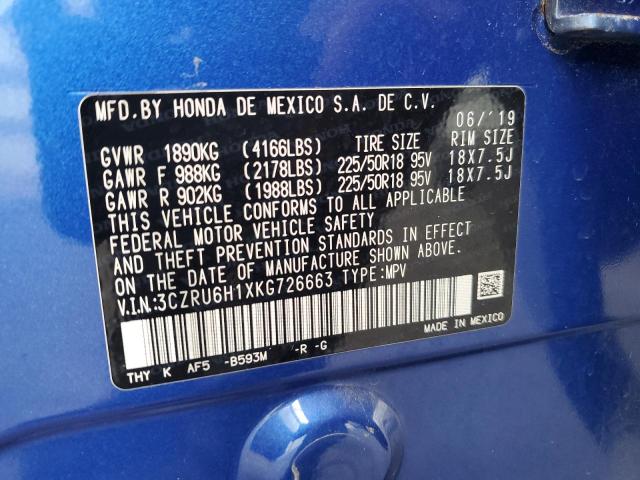 MFD.BY HONDA DE MEXICO S.A. DE C.V.
06/'19
GVWR 1890KG (4166LBS) TIRE SIZE RIM SIZE
GAWR F 988KG (2178LBS) 225/50R18 95V 18X7.5J
GAWR R 902KG (1988LBS) 225/50R18 95V 18X7.5J
THIS VEHICLE CONFORMS TO ALL APPLICABLE
FEDERAL MOTOR VEHICLE SAFETY
AND THEFT PREVENTION STANDARDS IN EFFECT
ON THE DATE OF MANUFACTURE SHOWN ABOVE.
V.I.N:3CZRU6H1XKG726663 TYPE:MPV
MADE IN MEXICO
THY K AF5 -B593M -R -G